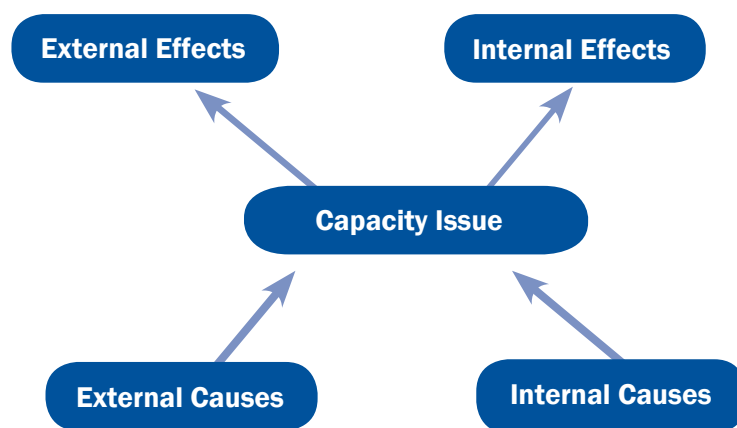 External Effects
Internal Effects
Capacity Issue
External Causes
Internal Causes